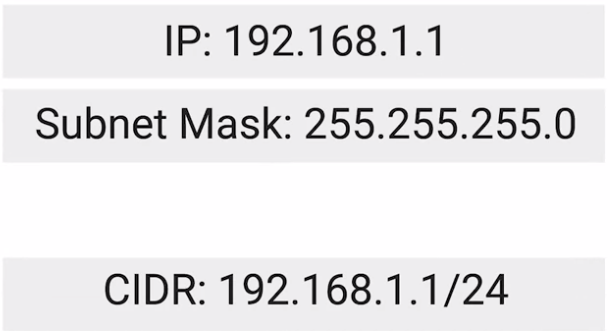 IP: 192.168.1.1
Subnet Mask: 255.255.255.0
CIDR: 192.168.1.1/24